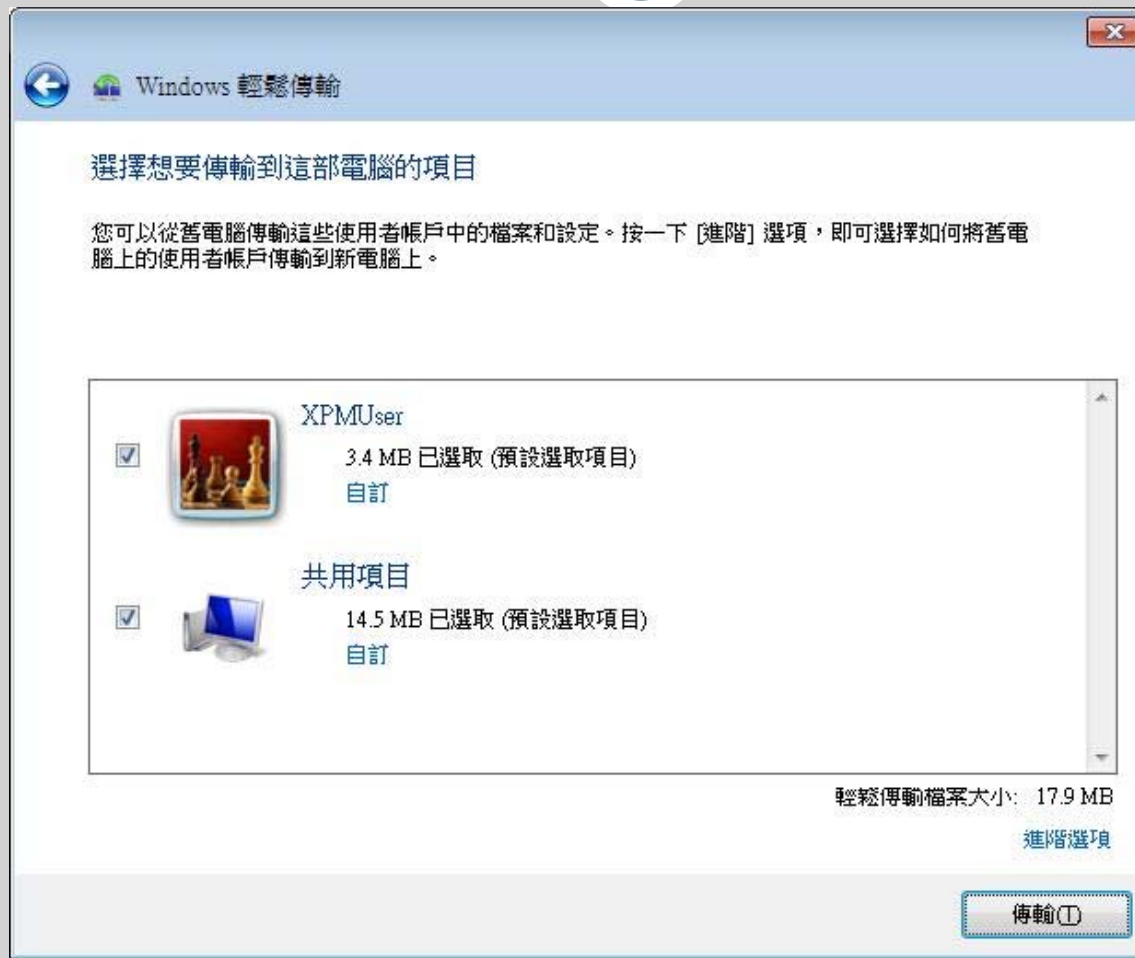 Windows 輕鬆傳輸
選擇想要傳輸到這部電腦的項目
您可以從舊電腦傳輸這些使用者帳戶中的檔案和設定。按一下 [進階] 選項，即可選擇如何將舊電
腦上的使用者帳戶傳輸到新電腦上。
XPMUser
3.4 MB 已選取 (預設選取項目)
自訂
共用項目
14.5 MB 已選取 (預設選取項目)
自訂
輕鬆傳輸檔案大小: 17.9 MB
進階選項
傳輸(T)